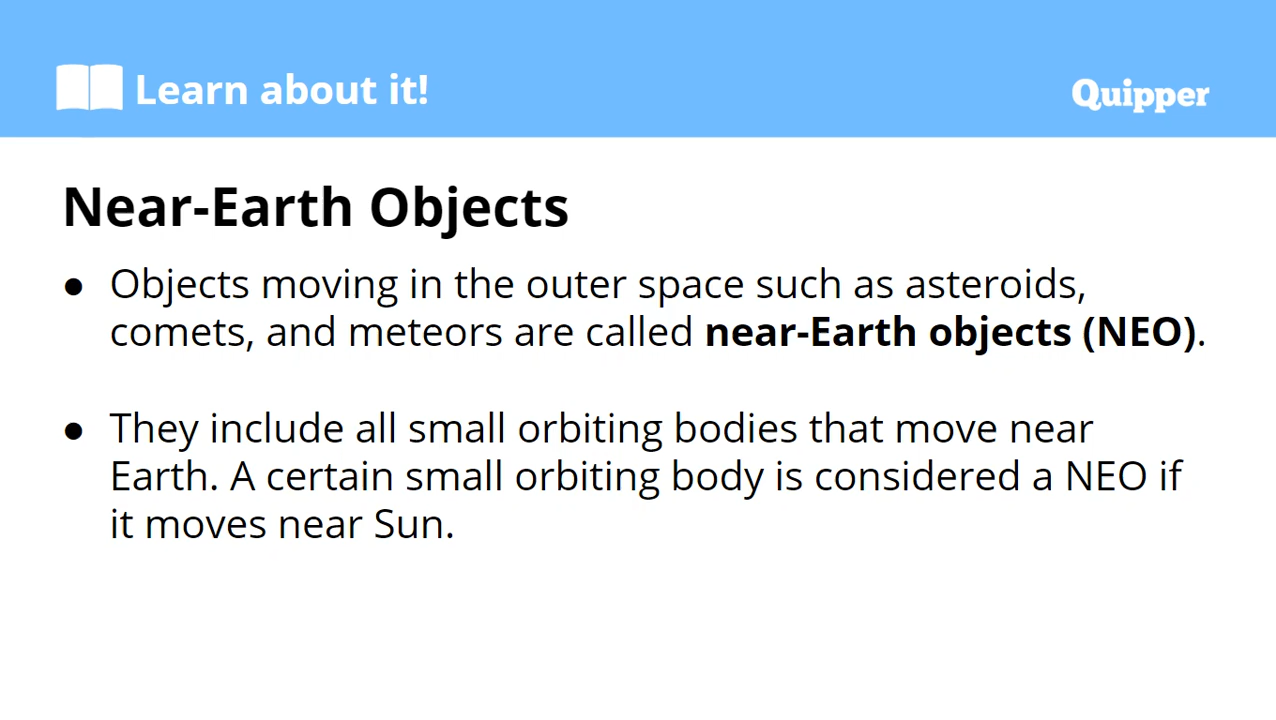 Learn about it!
Quipper
Near-Earth Objects
● Objects moving in the outer space such as asteroids,
comets, and meteors are called near-Earth objects (NEO).
● They include all small orbiting bodies that move near
Earth. A certain small orbiting body is considered a NEO if
it moves near Sun.